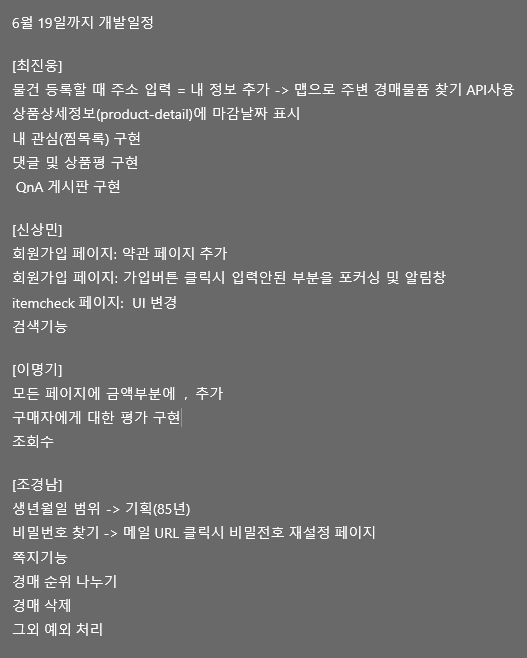 6월 19일까지 개발일정
[최진웅]
물건 등록할 때 주소 입력 = 내 정보 추가 -> 맵으로 주변 경매물품 찾기 API사용
상품상세정보(product-detail)에 마감날짜 표시
내 관심(찜목록) 구현
댓글 및 상품평 구현
QnA 게시판 구현
[신상민]
회원가입 페이지: 약관 페이지 추가
회원가입 페이지: 가입버튼 클릭시 입력안된 부분을 포커싱 및 알림창
itemcheck 페이지:  UI 변경
검색기능
[이명기]
모든 페이지에 금액부분에 , 추가
구매자에게 대한 평가 구현
조회수
[조경남]
생년월일 범위 -> 기획(85년)
비밀번호 찾기 -> 메일 URL 클릭시 비밀전호 재설정 페이지
쪽지기능
경매 순위 나누기
경매 삭제
그외 예외 처리